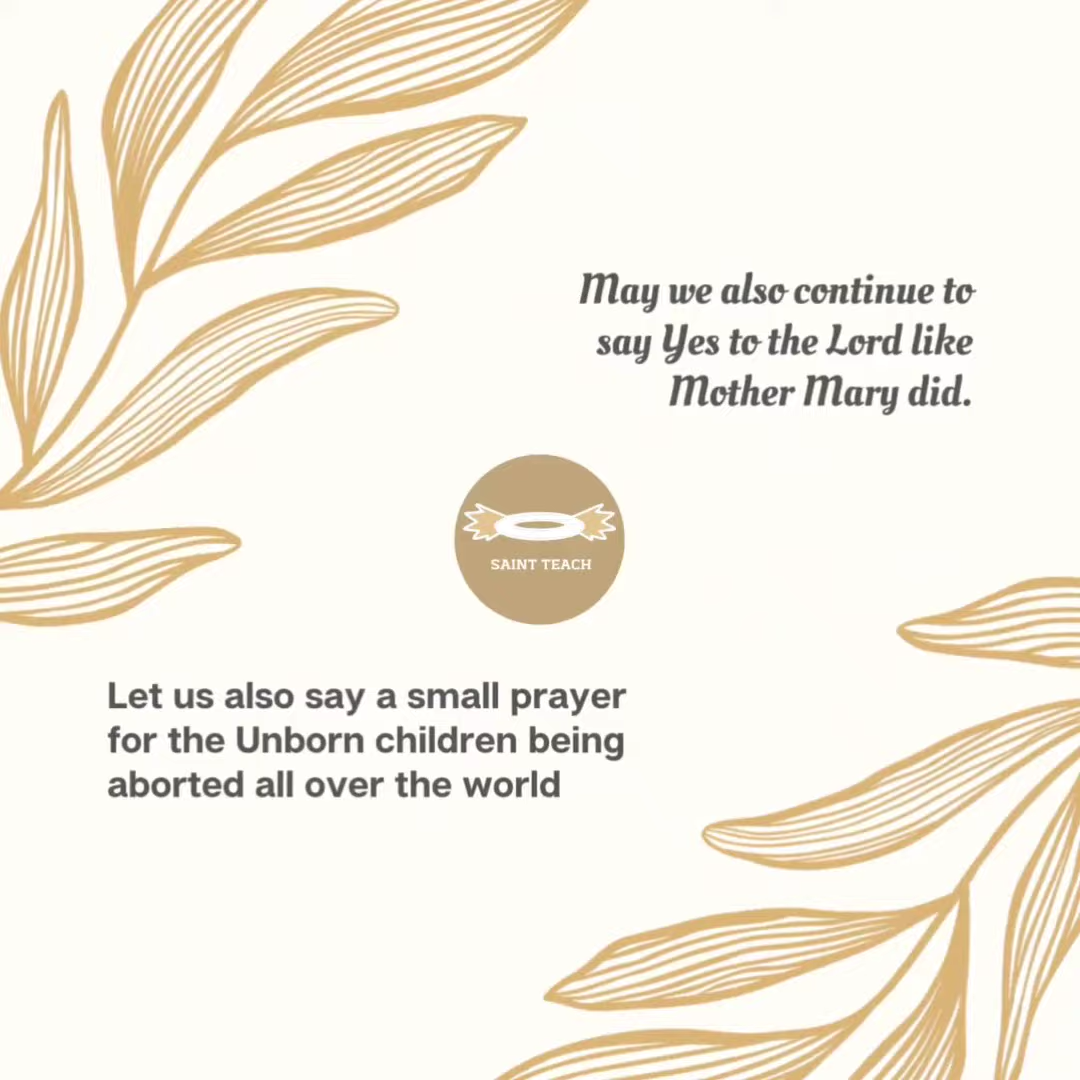 May we also continue to
say Yes to the Lord like
Mother Mary did.
SAINT TEACH
Let us also say a small prayer
for the Unborn children being
aborted all over the world